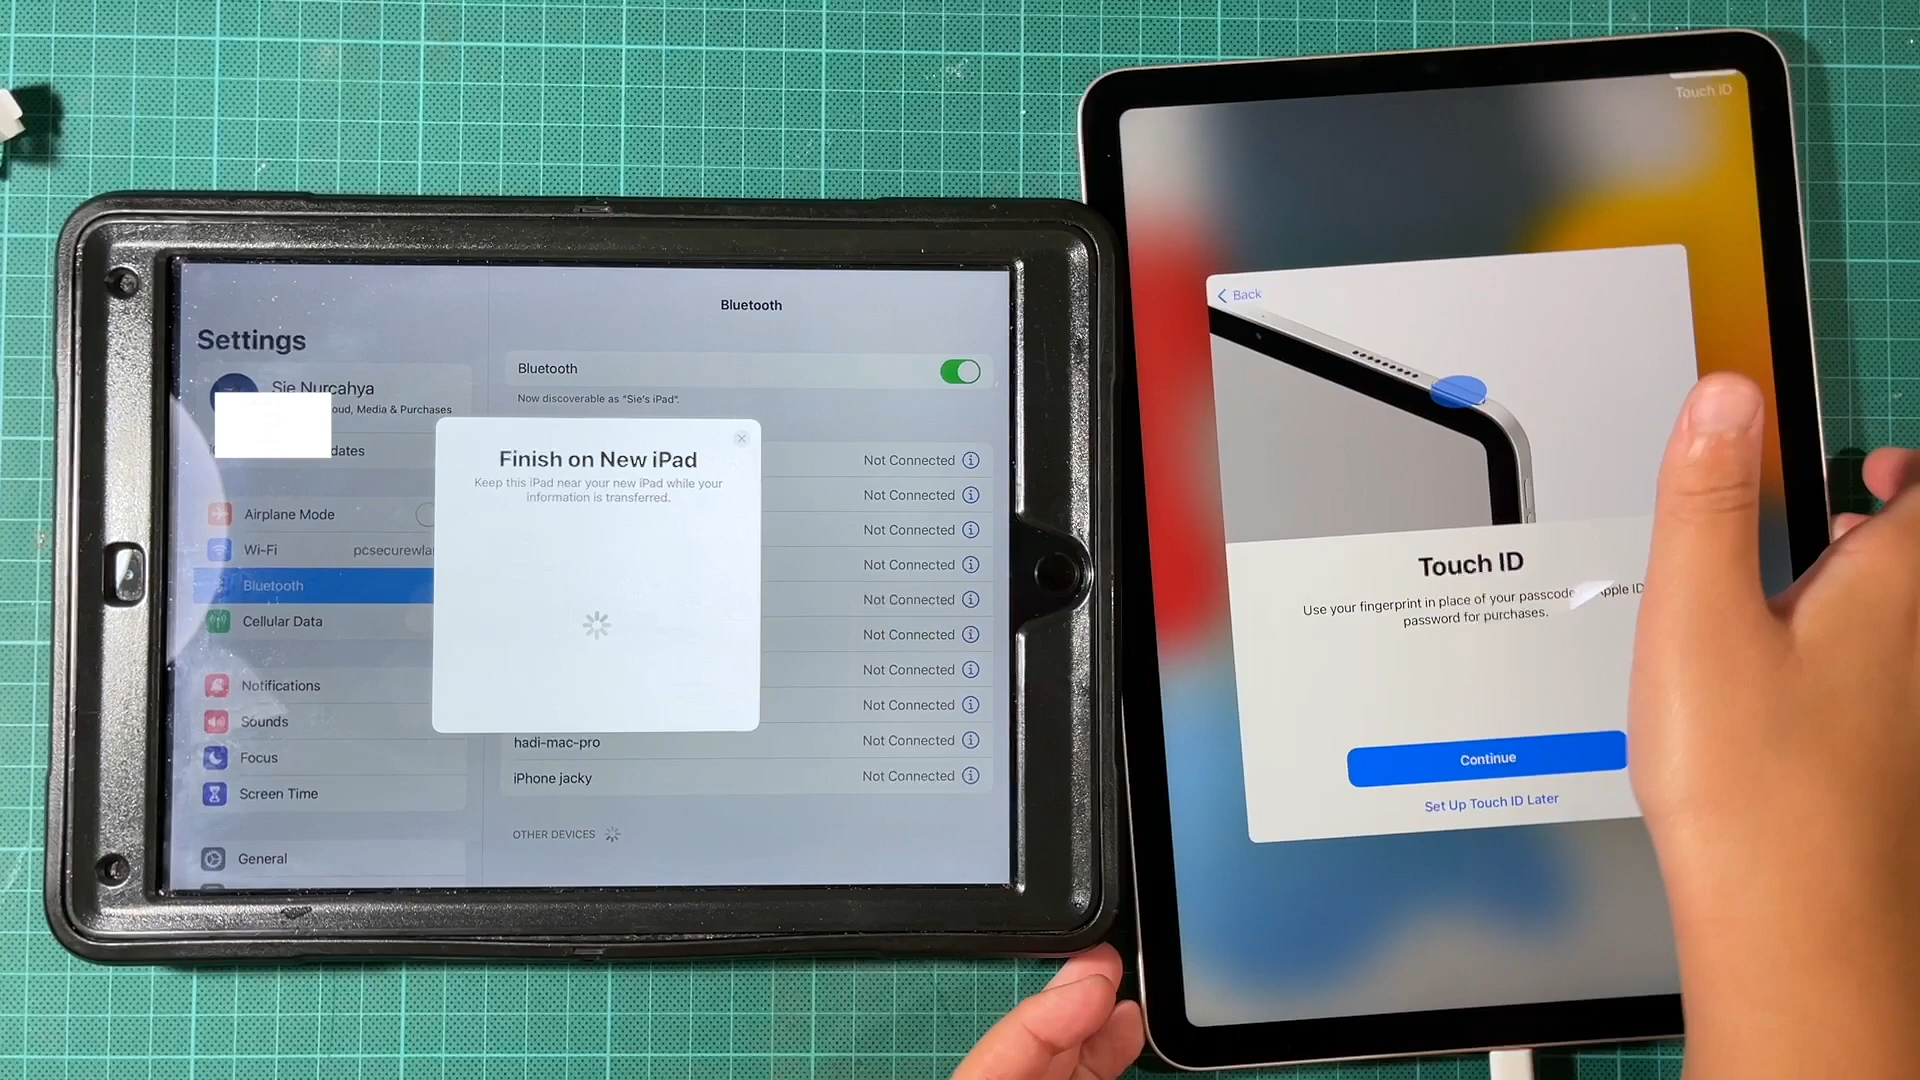 Settings
Sie Nurcahya
oud, Media & Purchases
dates
Airplane Mode
Wi-Fi pcsecurewla
Bluetooth
Cellular Data
Notifications
Sounds
Focus
Screen Time
General
Bluetooth
Bluetooth
Now discoverable as “Sie's iPad”.
Not Connected
Not Connected
Not Connected
Not Connected
Not Connected
Not Connected
Not Connected
Not Connected
hadi-mac-pro Not Connected
iPhone jacky Not Connected
OTHER DEVICES
Finish on New iPad
Keep this iPad near your new iPad while your
information is transferred.
Touch ID
Back
Touch ID
Use your fingerprint in place of your passcode Apple ID
password for purchases.
Continue
Set Up Touch ID Later